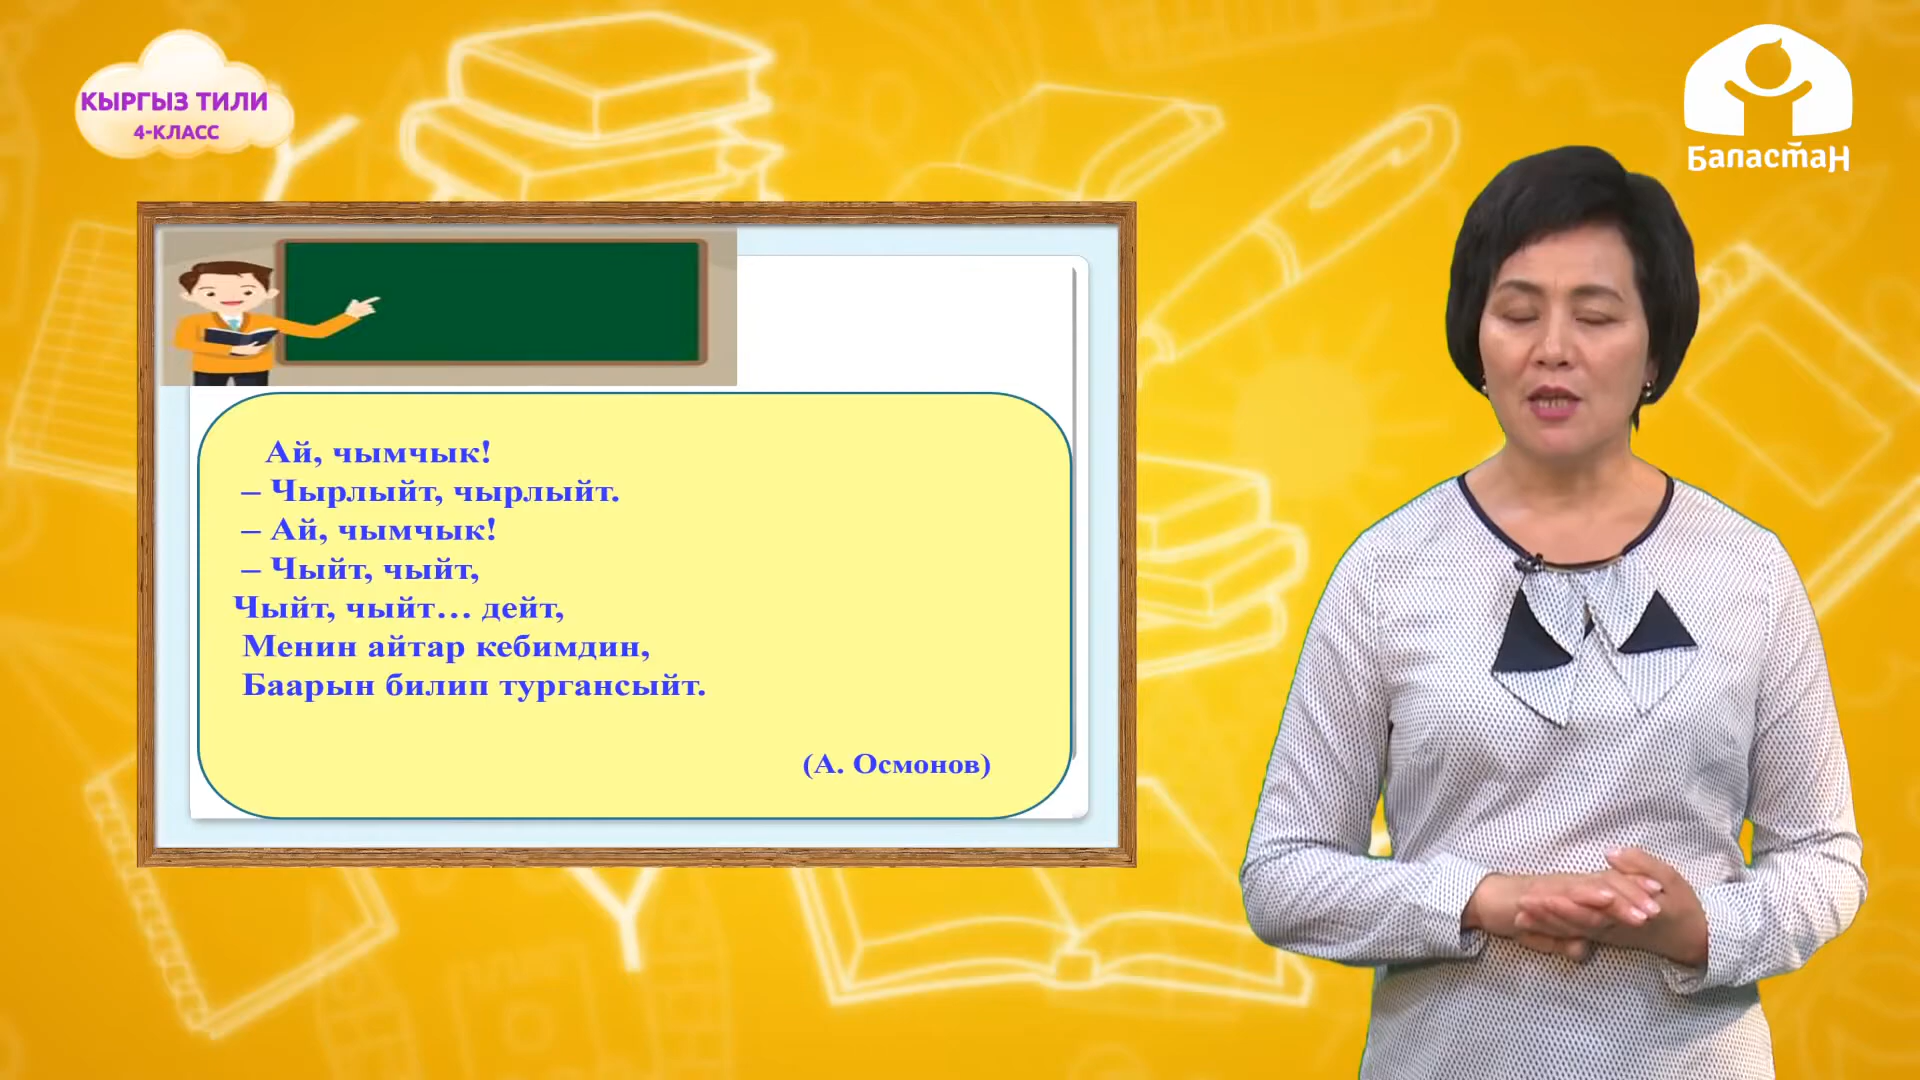 КЫРГЫЗ ТИЛИ
4-КЛАСС
Баластан
Ай, чымчык!
– Чырлыйт, чырлыйт.
– Ай, чымчык!
– Чыйт, чыйт,
Чыйт, чыйт... дейт,
Менин айтар кебимдин,
Баарын билип тургансыйт.
(А. Осмонов)